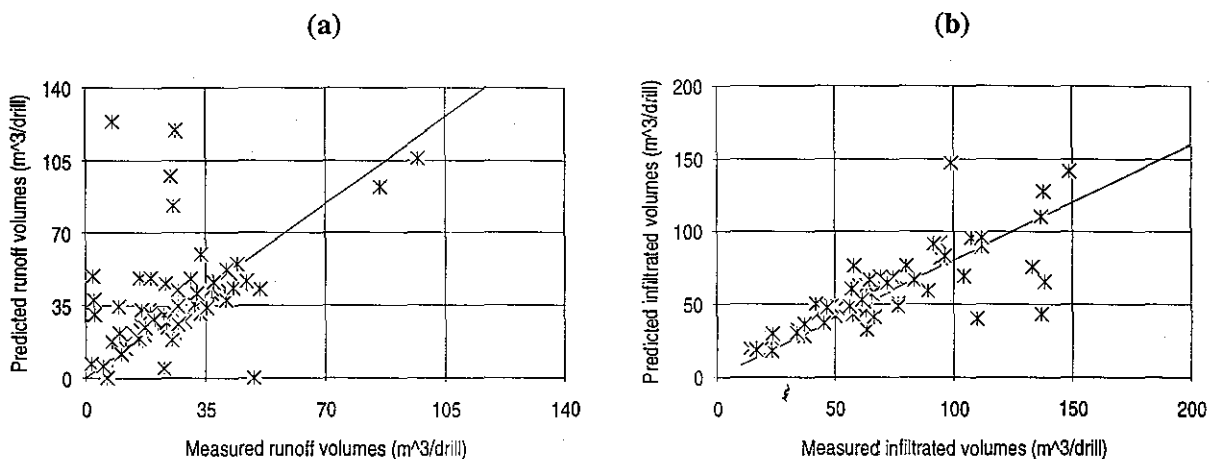 (a)
Predicted runoff volumes (m^3/drill)
140
105
70
35
0
0 35 70 105 140
Measured runoff volumes (m^3/drill)
(b)
Predicted infiltrated volumes (m^3/drill)
200
150
100
50
0
0 50 100 150 200
Measured infiltrated volumes (m^3/drill)